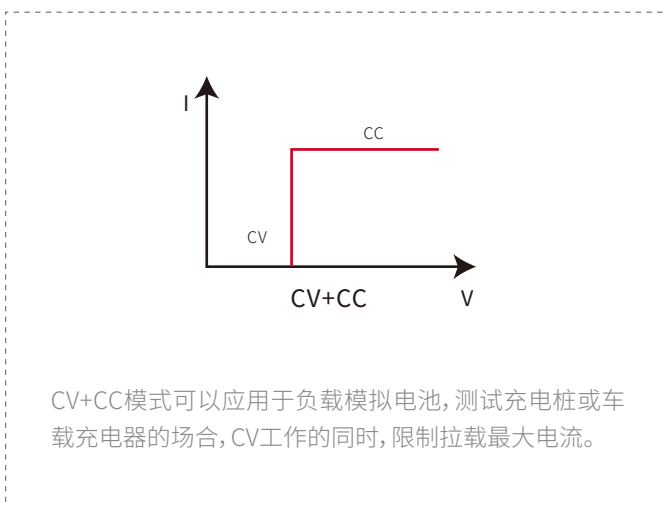 I
CC
CV
CV+CC
V
CV+CC模式可以应用于负载模拟电池，测试充电桩或车
载充电器的场合，CV工作的同时，限制拉载最大电流。